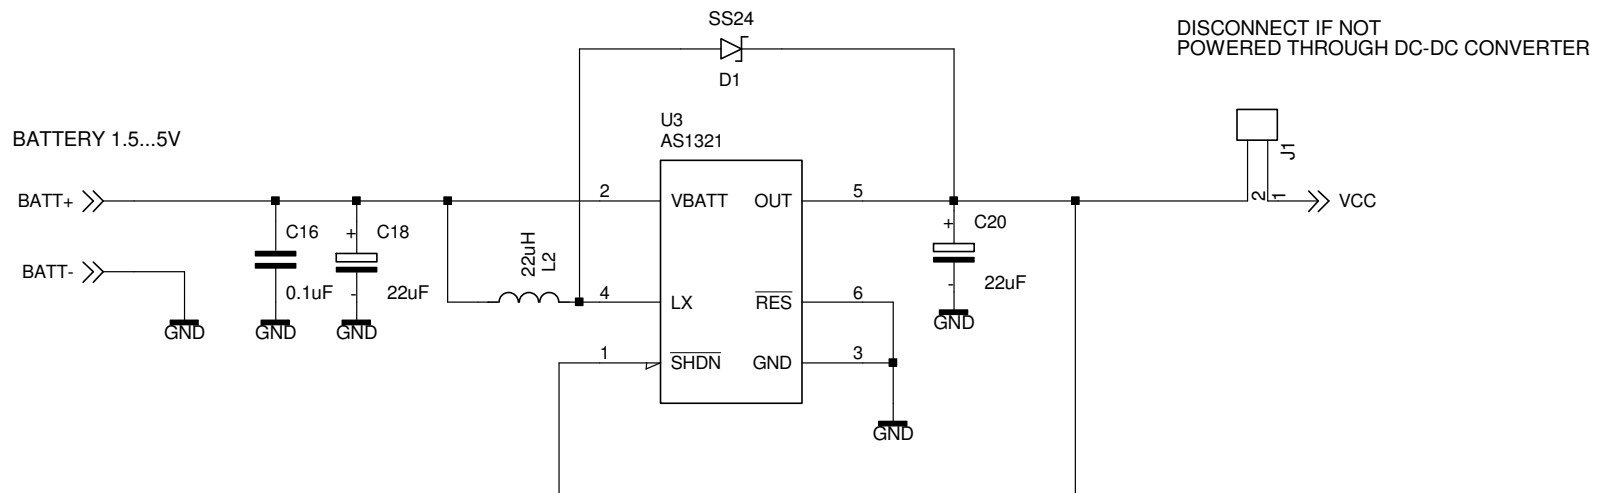 SS24
D1
DISCONNECT IF NOT
POWERED THROUGH DC-DC CONVERTER
U3
AS1321
BATTERY 1.5...5V
J1
BATT+
2
VBATT
OUT
5
2
1
VCC
C16
+
C18
22uH
L2
+
C20
BATT-
0.1uF
-
22uF
4
LX
RES
6
-
22uF
GND
GND
GND
GND
1
SHDN
GND
3
GND